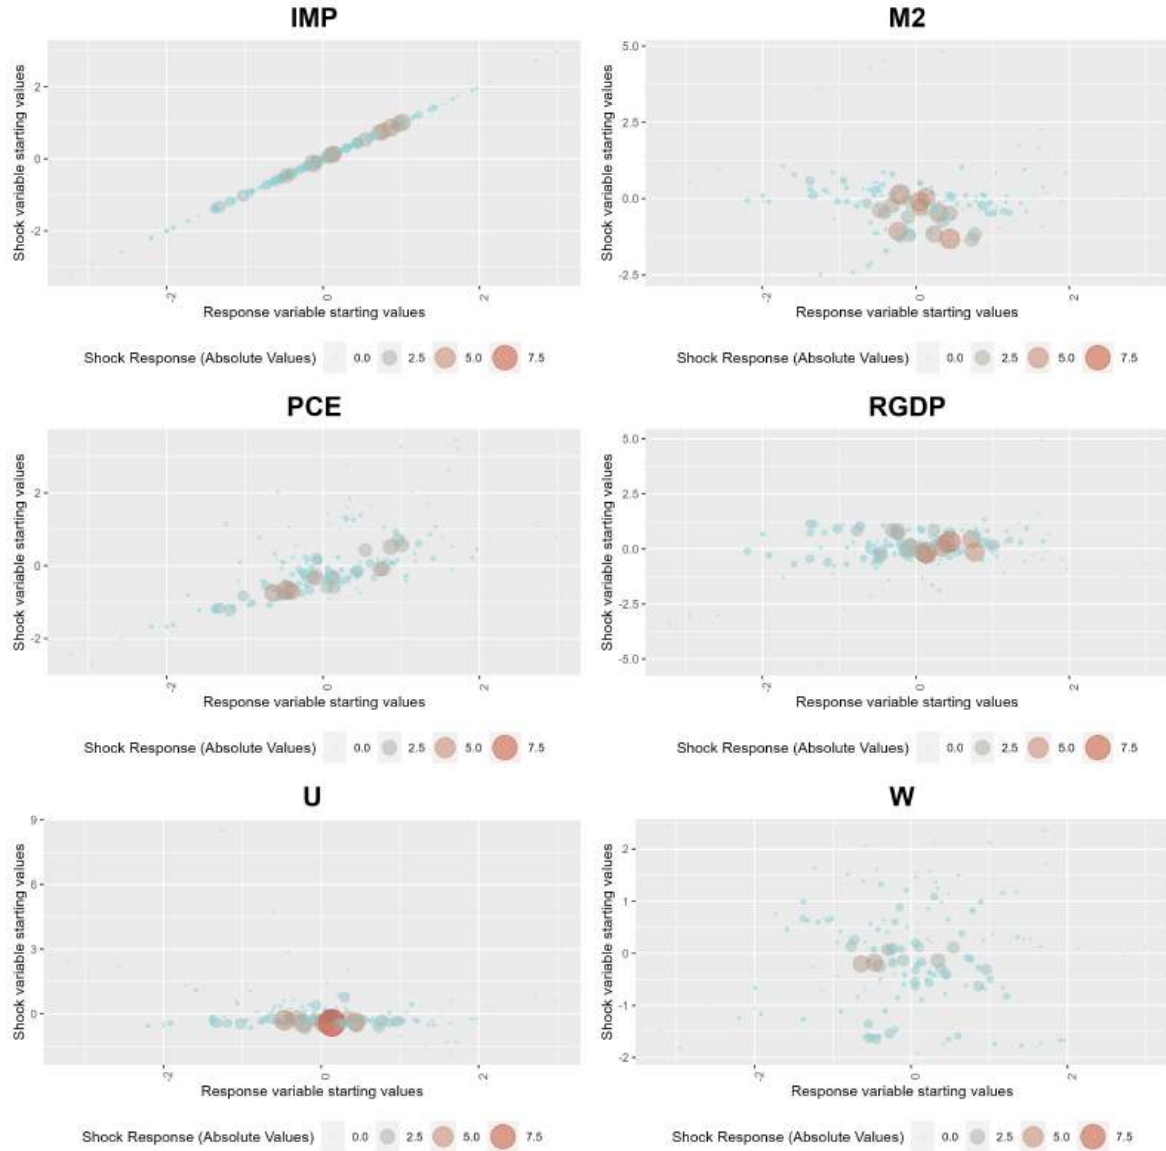 IMP
M2
Shock variable starting values
2
0
-2
-2
0
2
Response variable starting values
Shock Response (Absolute Values) 0.0 2.5 5.0 7.5
Shock variable starting values
5.0
2.5
0.0
-2.5
-2
0
2
Response variable starting values
Shock Response (Absolute Values) 0.0 2.5 5.0 7.5
PCE
RGDP
Shock variable starting values
2
0
-2
-2
0
2
Response variable starting values
Shock Response (Absolute Values) 0.0 2.5 5.0 7.5
Shock variable starting values
5.0
2.5
0.0
-2.5
-5.0
-2
0
2
Response variable starting values
Shock Response (Absolute Values) 0.0 2.5 5.0 7.5
U
W
Shock variable starting values
9
6
3
0
-2
0
2
Response variable starting values
Shock Response (Absolute Values) 0.0 2.5 5.0 7.5
Shock variable starting values
2
1
0
-1
-2
-2
0
2
Response variable starting values
Shock Response (Absolute Values) 0.0 2.5 5.0 7.5